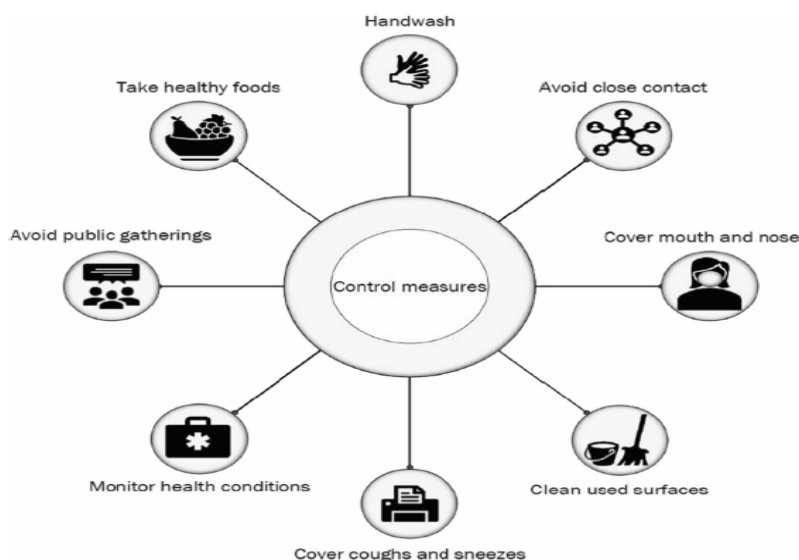 Handwash
Take healthy foods
Avoid close contact
Avoid public gatherings
Cover mouth and nose
Control measures
Monitor health conditions
Clean used surfaces
Cover coughs and sneezes